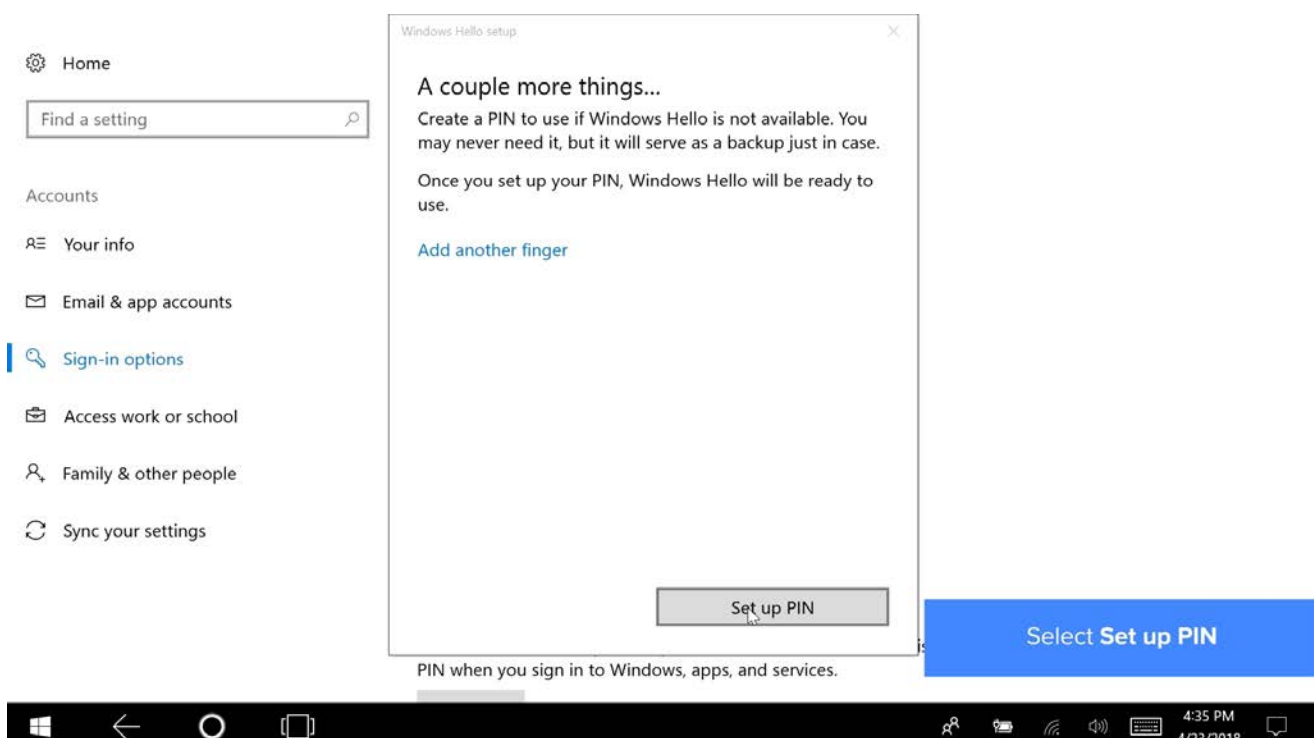 Home
Find a setting
Accounts
Your info
Email & app accounts
Sign-in options
Access work or school
Family & other people
Sync your settings
Windows Hello setup
A couple more things...
Create a PIN to use if Windows Hello is not available. You
may never need it, but it will serve as a backup just in case.
Once you set up your PIN, Windows Hello will be ready to
use.
Add another finger
Set up PIN
PIN when you sign in to Windows, apps, and services.
Select Set up PIN
4:35 PM
4/23/2018